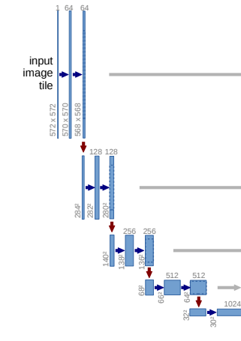 1 64 64
input
image
tile
572 x 572
570 x 570
568 x 568
128 128
284²
282²
280²
256 256
140²
138²
136²
512 512
68²
66²
64²
1024
32²
30²